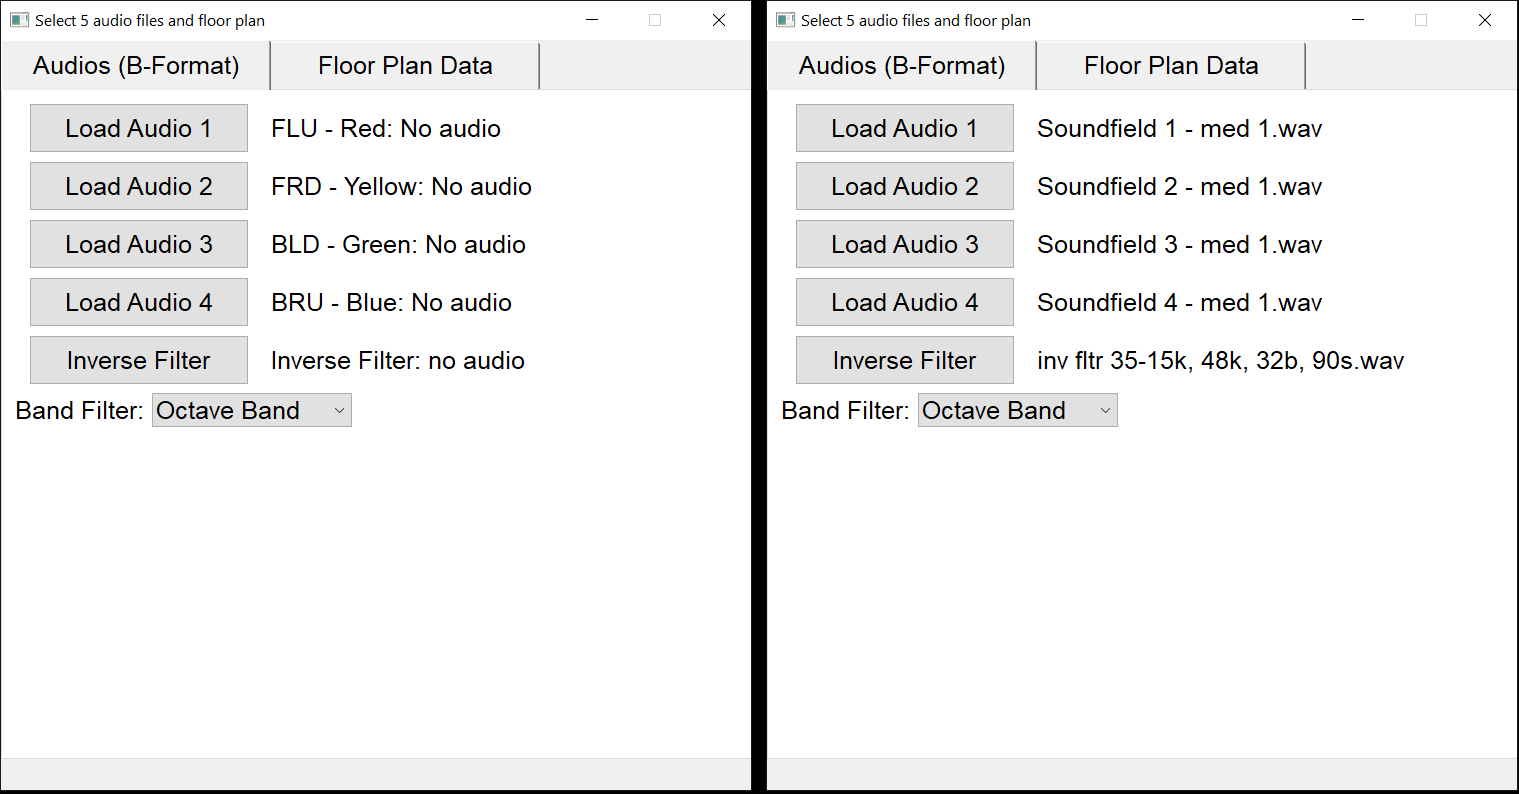 Select 5 audio files and floor plan
Audios (B-Format)
Floor Plan Data
Load Audio 1
FLU - Red: No audio
Load Audio 2
FRD - Yellow: No audio
Load Audio 3
BLD - Green: No audio
Load Audio 4
BRU - Blue: No audio
Inverse Filter
Inverse Filter: no audio
Band Filter:
Octave Band
Select 5 audio files and floor plan
Audios (B-Format)
Floor Plan Data
Load Audio 1
Soundfield 1 - med 1.wav
Load Audio 2
Soundfield 2 - med 1.wav
Load Audio 3
Soundfield 3 - med 1.wav
Load Audio 4
Soundfield 4 - med 1.wav
Inverse Filter
inv fltr 35-15k, 48k, 32b, 90s.wav
Band Filter:
Octave Band